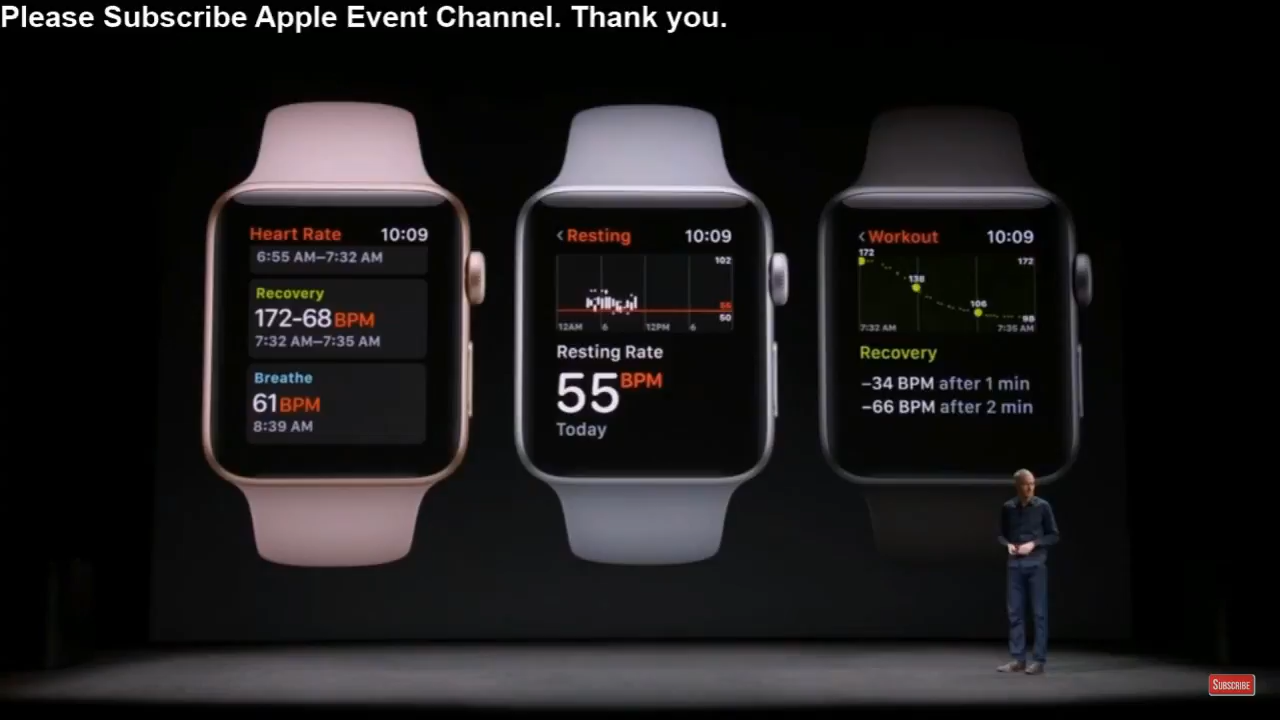 Please Subscribe Apple Event Channel. Thank you.
Heart Rate 10:09
6:55 AM–7:32 AM
Recovery
172-68 BPM
7:32 AM–7:35 AM
Breathe
61 BPM
8:39 AM
<Resting 10:09
102
55
50
12AM 6 12PM 6
Resting Rate
55 BPM
Today
<Workout 10:09
172 172
138
106
98
7:32 AM 7:35 AM
Recovery
–34 BPM after 1 min
–66 BPM after 2 min
SUBSCRIBE